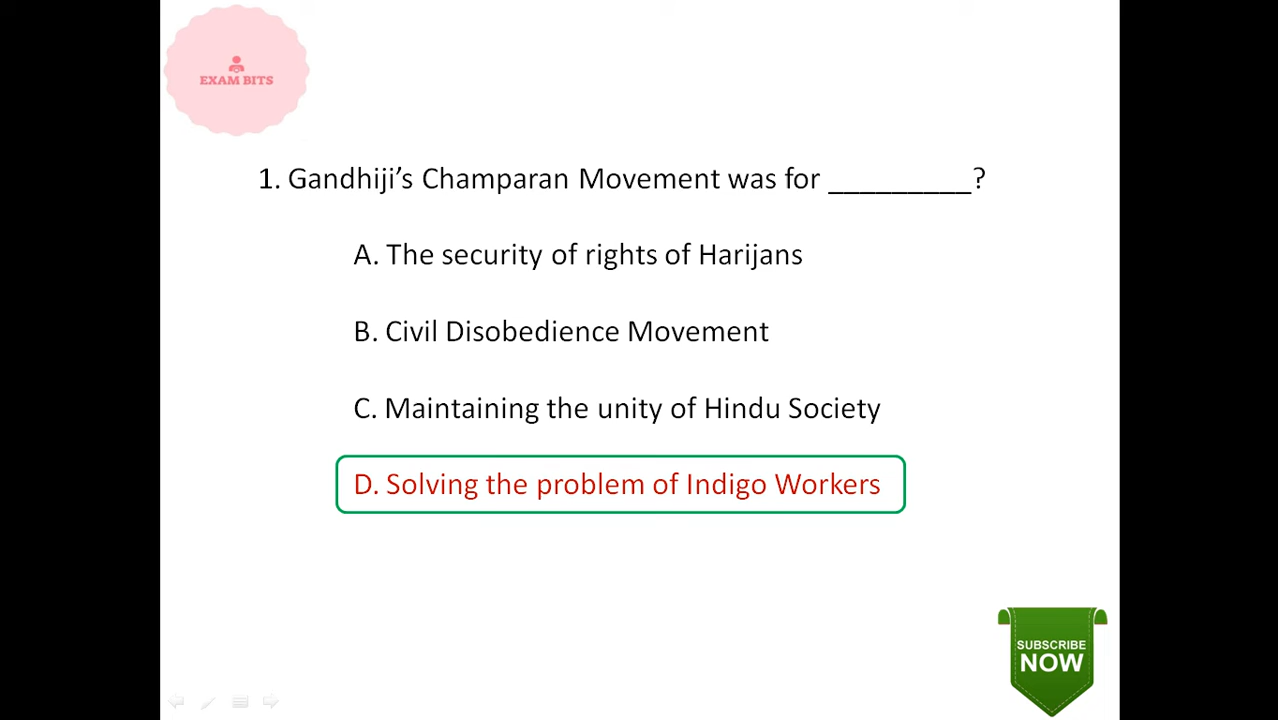 EXAM BITS
1. Gandhiji’s Champaran Movement was for _________?
A. The security of rights of Harijans
B. Civil Disobedience Movement
C. Maintaining the unity of Hindu Society
D. Solving the problem of Indigo Workers
SUBSCRIBE
NOW